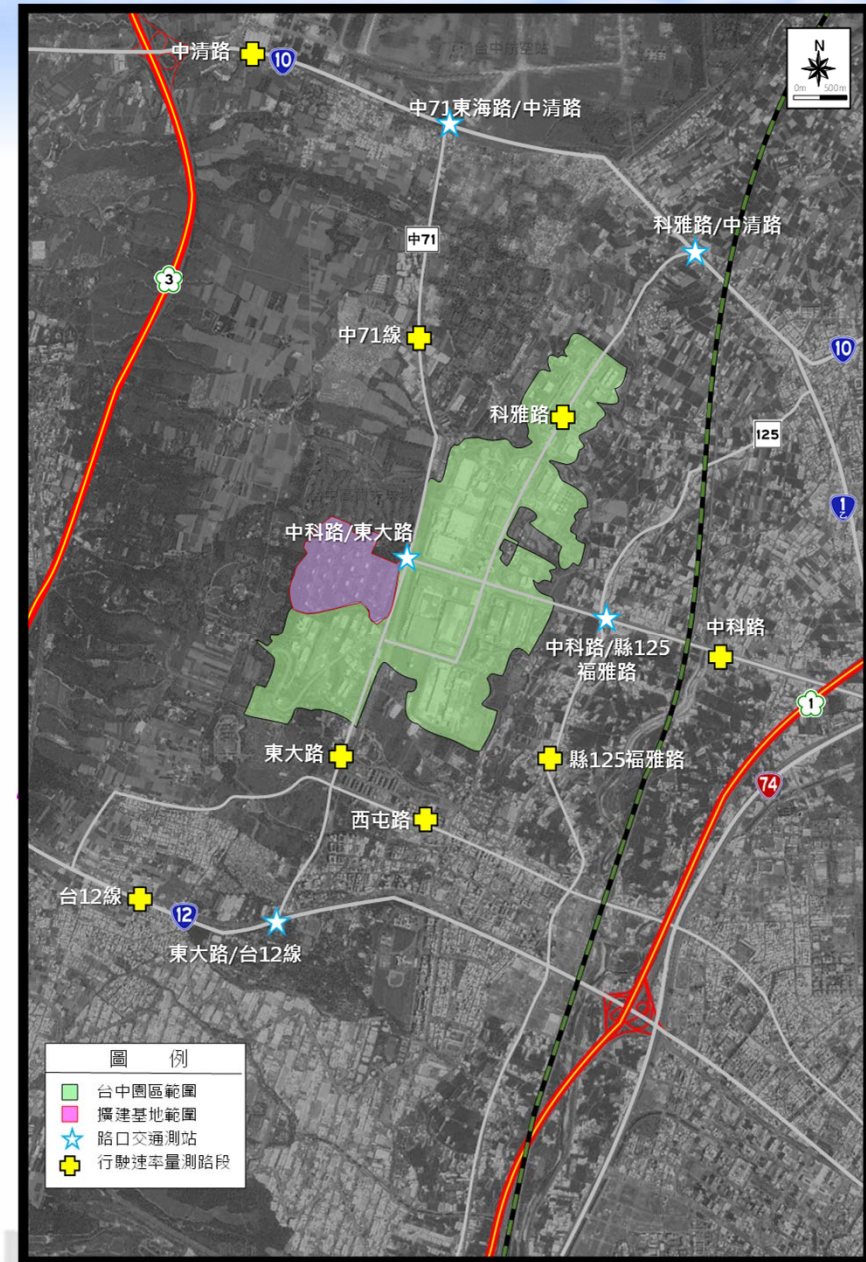 中清路
10
N
0m 500m
中71東海路/中清路
科雅路/中清路
中71
3
中71線
10
科雅路
125
1
乙
中科路/東大路
中科路/縣125
福雅路
中科路
1
東大路
縣125福雅路
74
西屯路
台12線
12
東大路/台12線
圖 例
台中園區範圍
擴建基地範圍
路口交通測站
行駛速率量測路段